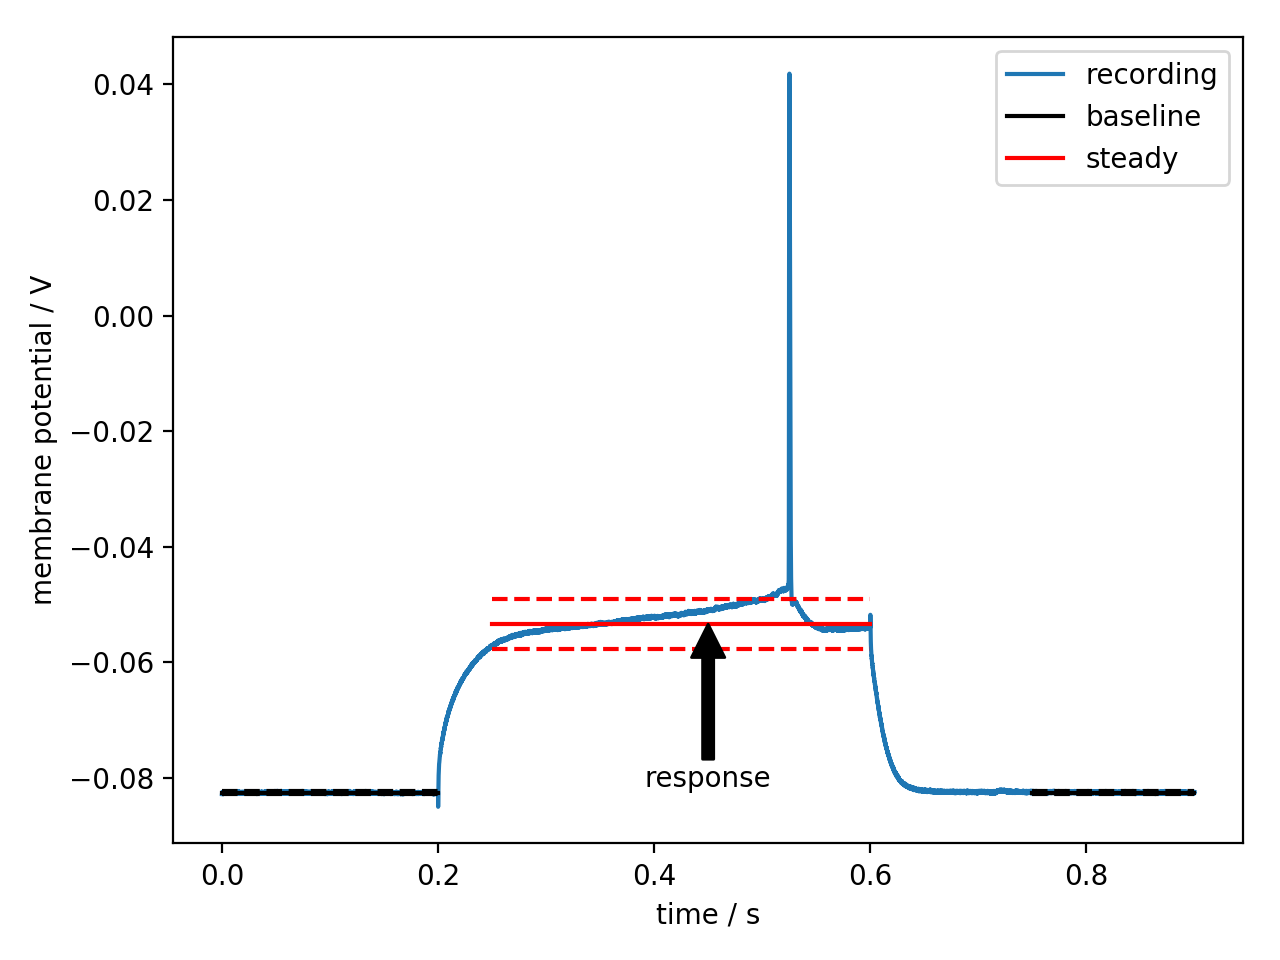 recording
baseline
steady
0.04
0.02
0.00
−0.02
−0.04
−0.06
−0.08
membrane potential / V
response
0.0 0.2 0.4 0.6 0.8
time / s